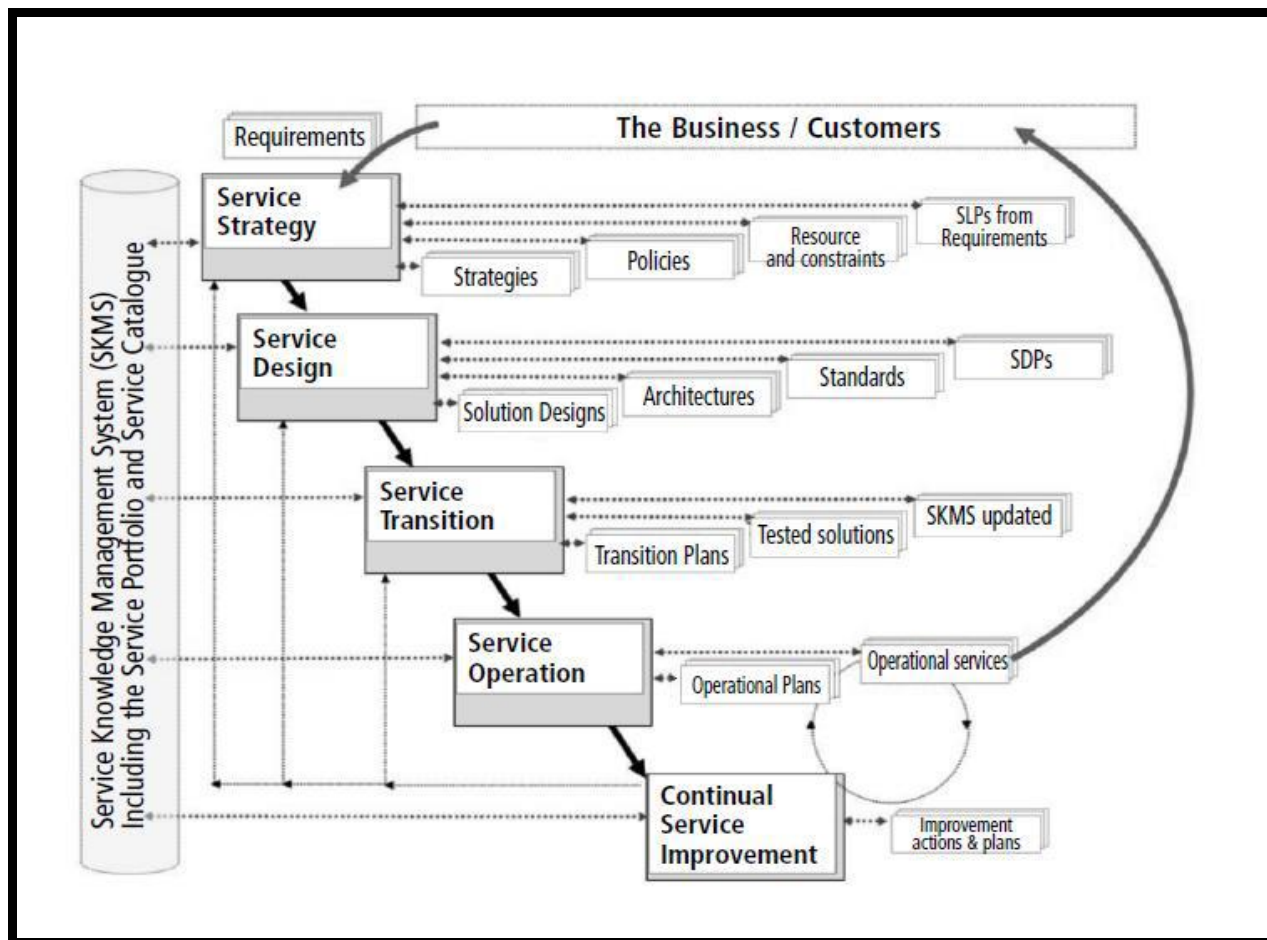 The Business / Customers
Requirements
Service
Strategy
SLPs from
Requirements
Resource
and constraints
Policies
Strategies
Service
Design
SDPs
Standards
Architectures
Solution Designs
Service
Transition
SKMS updated
Tested solutions
Transition Plans
Service
Operation
Operational services
Operational Plans
Continual
Service
Improvement
Improvement
actions & plans
Service Knowledge Management System (SKMS)
Including the Service Portfolio and Service Catalogue